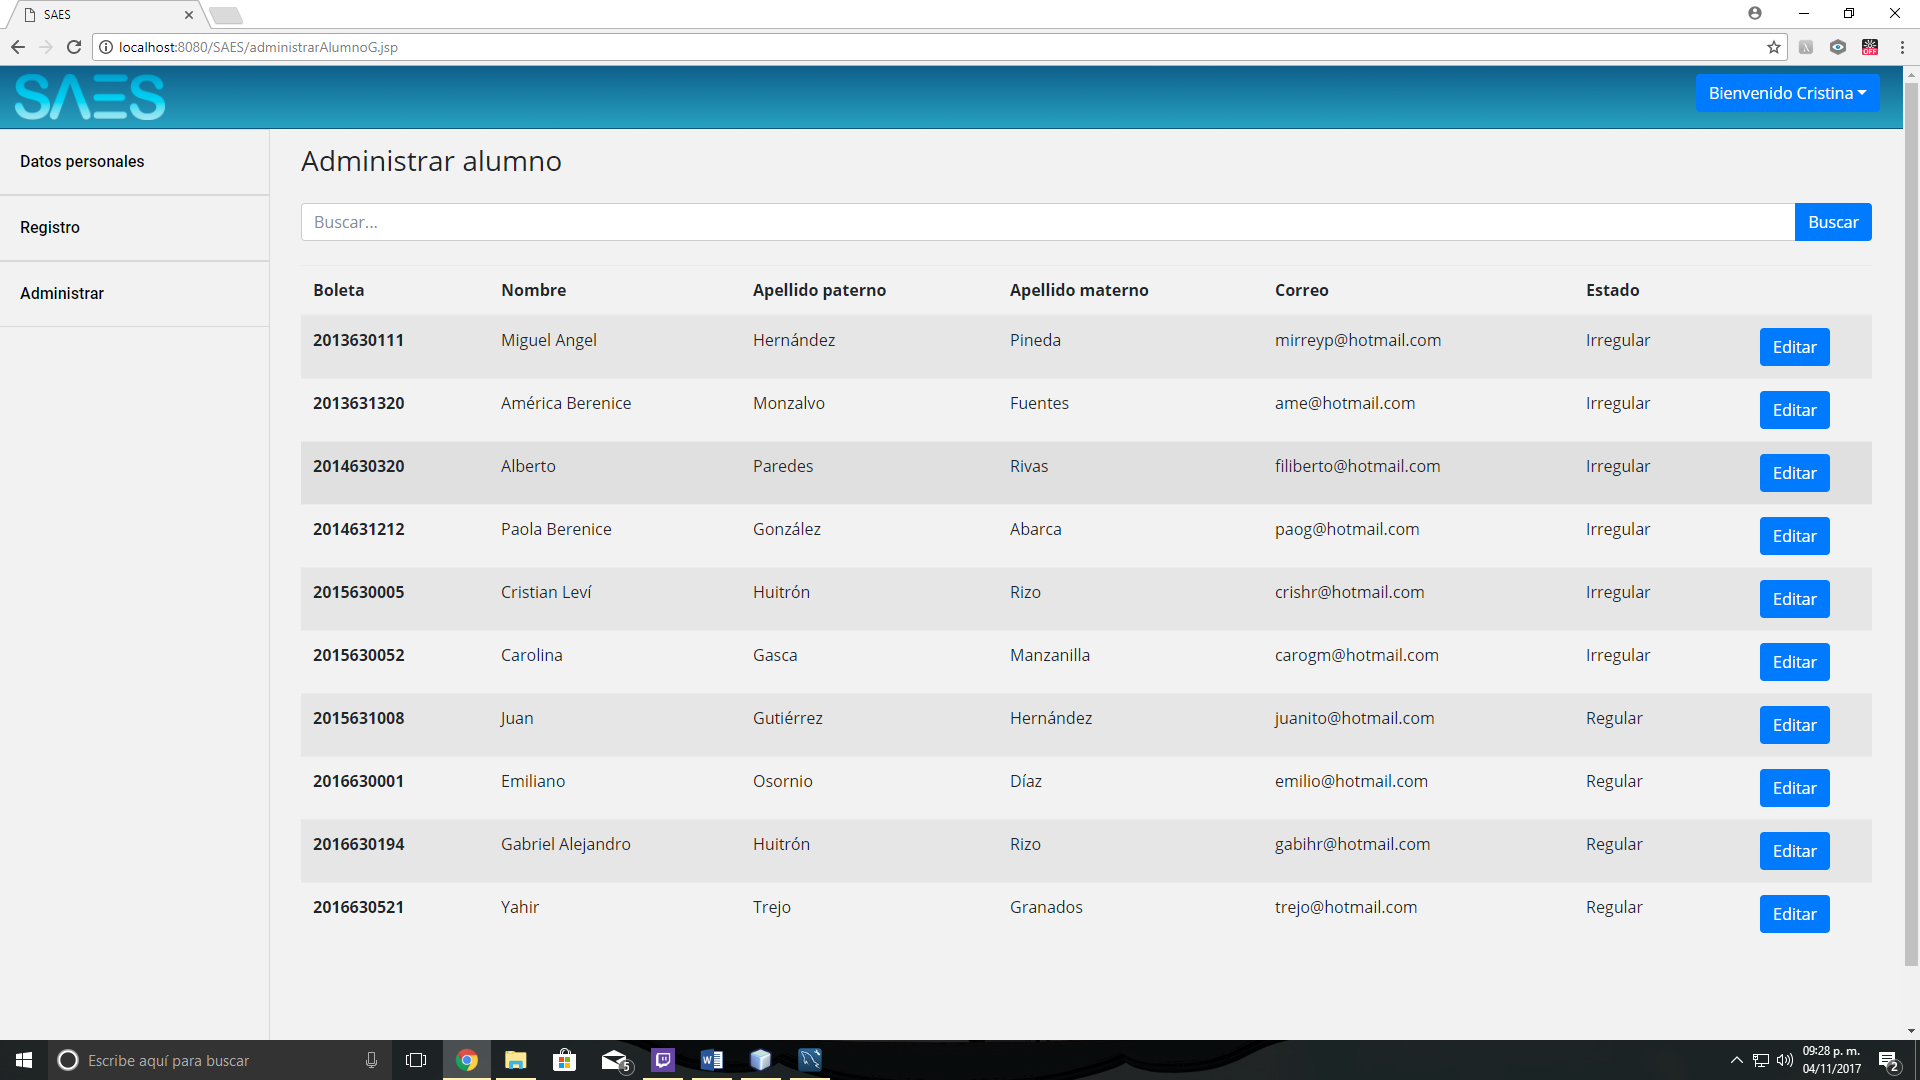 SAES
localhost:8080/SAES/administrarAlumnoG.jsp
OFF
SAES
Bienvenido Cristina
Datos personales
Registro
Administrar
Administrar alumno
Buscar...
Buscar
Boleta Nombre Apellido paterno Apellido materno Correo Estado
2013630111 Miguel Angel Hernández Pineda mirreyp@hotmail.com Irregular Editar
2013631320 América Berenice Monzalvo Fuentes ame@hotmail.com Irregular Editar
2014630320 Alberto Paredes Rivas filiberto@hotmail.com Irregular Editar
2014631212 Paola Berenice González Abarca paog@hotmail.com Irregular Editar
2015630005 Cristian Leví Huitrón Rizo crishr@hotmail.com Irregular Editar
2015630052 Carolina Gasca Manzanilla carogm@hotmail.com Irregular Editar
2015631008 Juan Gutiérrez Hernández juanito@hotmail.com Regular Editar
2016630001 Emiliano Osornio Díaz emilio@hotmail.com Regular Editar
2016630194 Gabriel Alejandro Huitrón Rizo gabihr@hotmail.com Regular Editar
2016630521 Yahir Trejo Granados trejo@hotmail.com Regular Editar
Escribe aquí para buscar
5
W
09:28 p. m.
04/11/2017
2